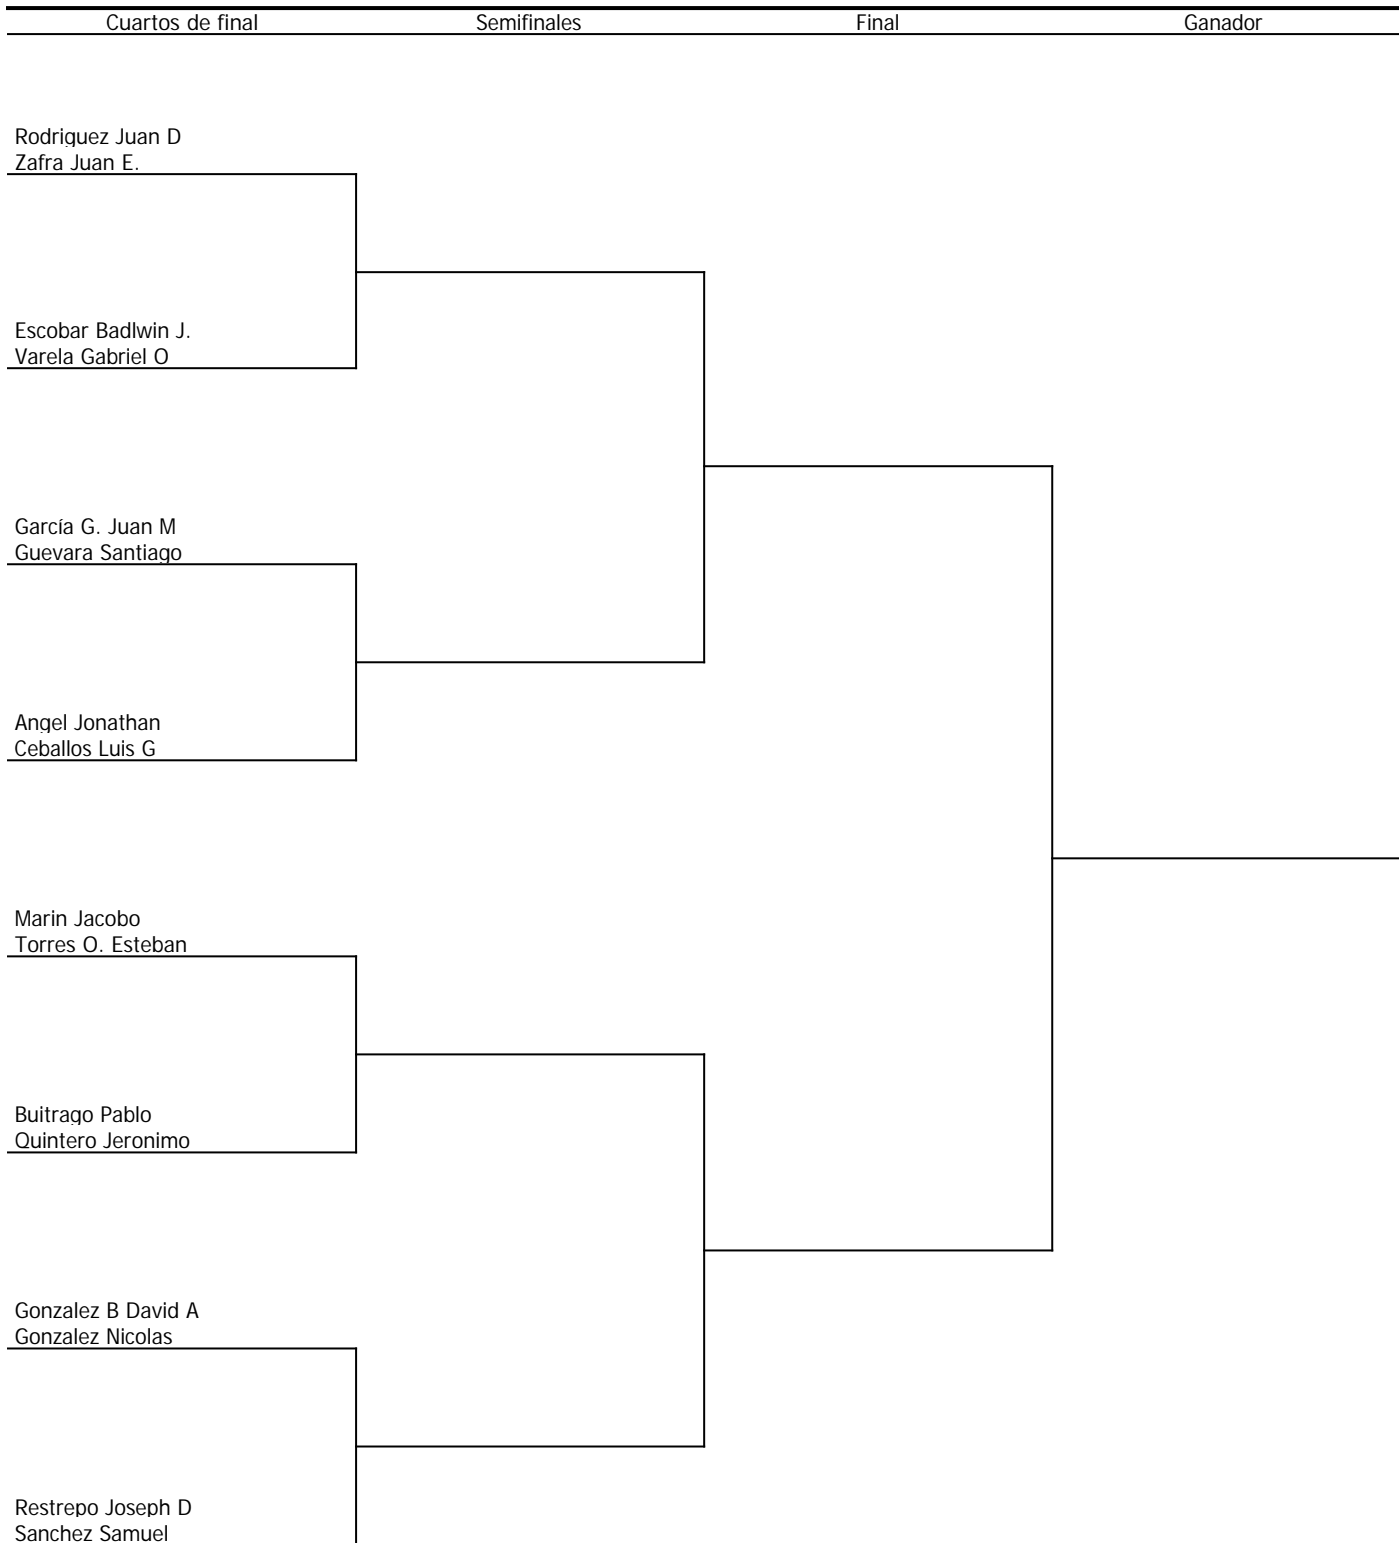 Cuartos de final Semifinales Final Ganador
Rodriguez Juan D
Zafra Juan E.
Escobar Badlwin J.
Varela Gabriel O
García G. Juan M
Guevara Santiago
Angel Jonathan
Ceballos Luis G
Marin Jacobo
Torres O. Esteban
Buitrago Pablo
Quintero Jeronimo
Gonzalez B David A
Gonzalez Nicolas
Restrepo Joseph D
Sanchez Samuel